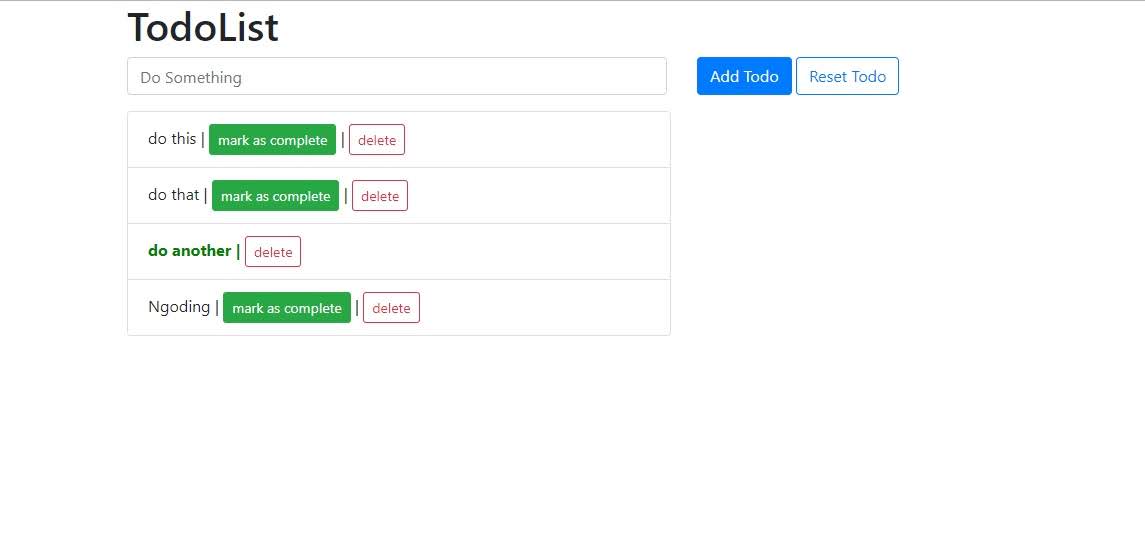 TodoList
Do Something Add Todo Reset Todo
do this | mark as complete | delete
do that | mark as complete | delete
do another | delete
Ngoding | mark as complete | delete